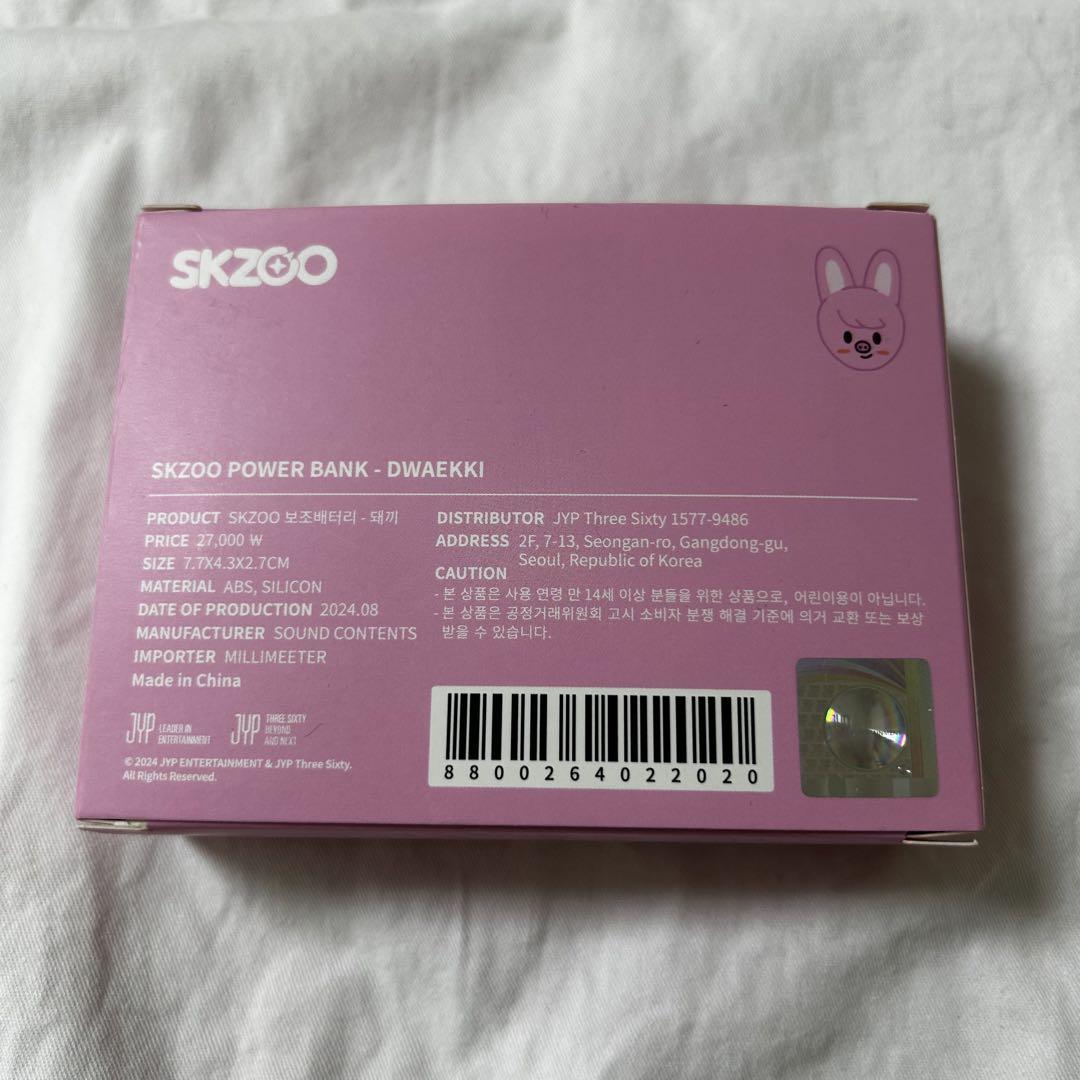 SKZOO
SKZOO POWER BANK - DWAEKKI
PRODUCT SKZOO 보조배터리 - 돼끼
PRICE 27,000 ₩
SIZE 7.7X4.3X2.7CM
MATERIAL ABS, SILICON
DATE OF PRODUCTION 2024.08
MANUFACTURER SOUND CONTENTS
IMPORTER MILLIMEETER
Made in China
DISTRIBUTOR JYP Three Sixty 1577-9486
ADDRESS 2F, 7-13, Seongan-ro, Gangdong-gu,
Seoul, Republic of Korea
CAUTION
- 본 상품은 사용 연령 만 14세 이상 분들을 위한 상품으로, 어린이용이 아닙니다.
- 본 상품은 공정거래위원회 고시 소비자 분쟁 해결 기준에 의거 교환 또는 보상
받을 수 있습니다.
JYP LEADER IN
ENTERTAINMENT
JYP THREE SIXTY
BEYOND
AND NEXT
© 2024 JYP ENTERTAINMENT & JYP Three Sixty.
All Rights Reserved.
8800264022020